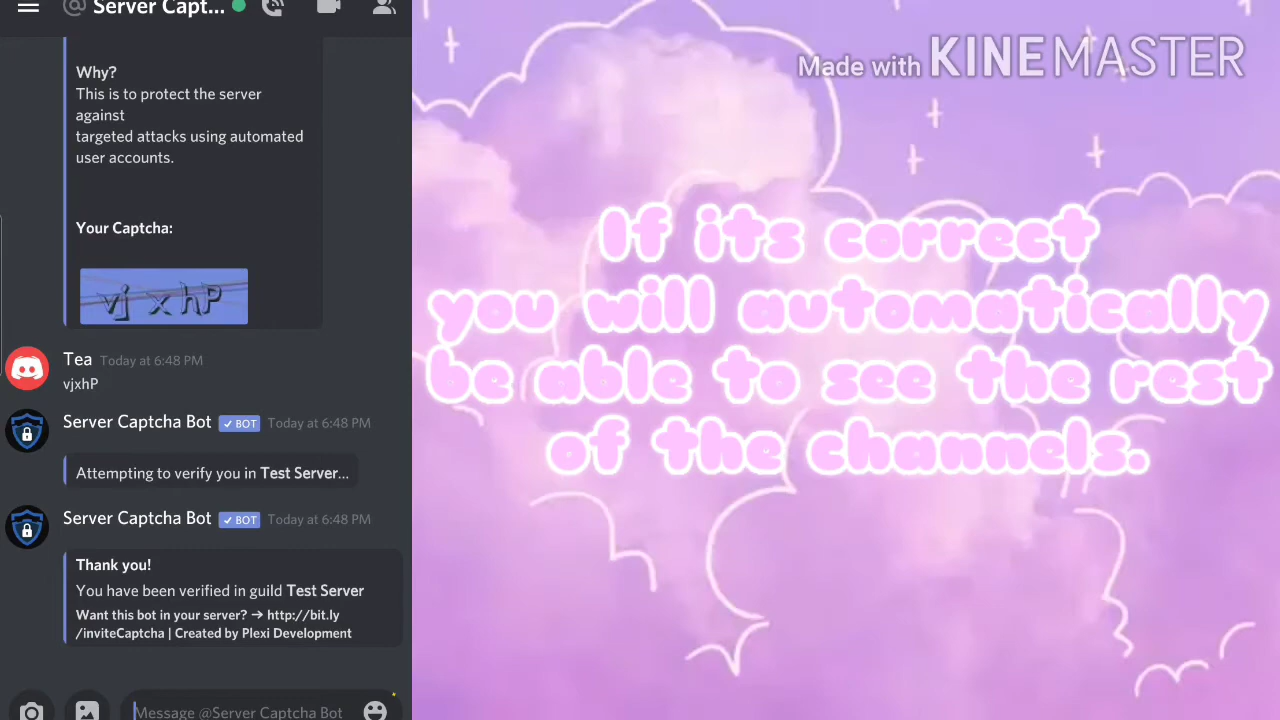 @ Server Capt...
Why?
This is to protect the server
against
targeted attacks using automated
user accounts.
Your Captcha:
vj x hP
Tea Today at 6:48 PM
vjxhP
Server Captcha Bot ✓ BOT Today at 6:48 PM
Attempting to verify you in Test Server...
Server Captcha Bot ✓ BOT Today at 6:48 PM
Thank you!
You have been verified in guild Test Server
Want this bot in your server? → http://bit.ly
/inviteCaptcha | Created by Plexi Development
Message @Server Captcha Bot
Made with KINEMASTER
If its correct
you will automatically
be able to see the rest
of the channels.